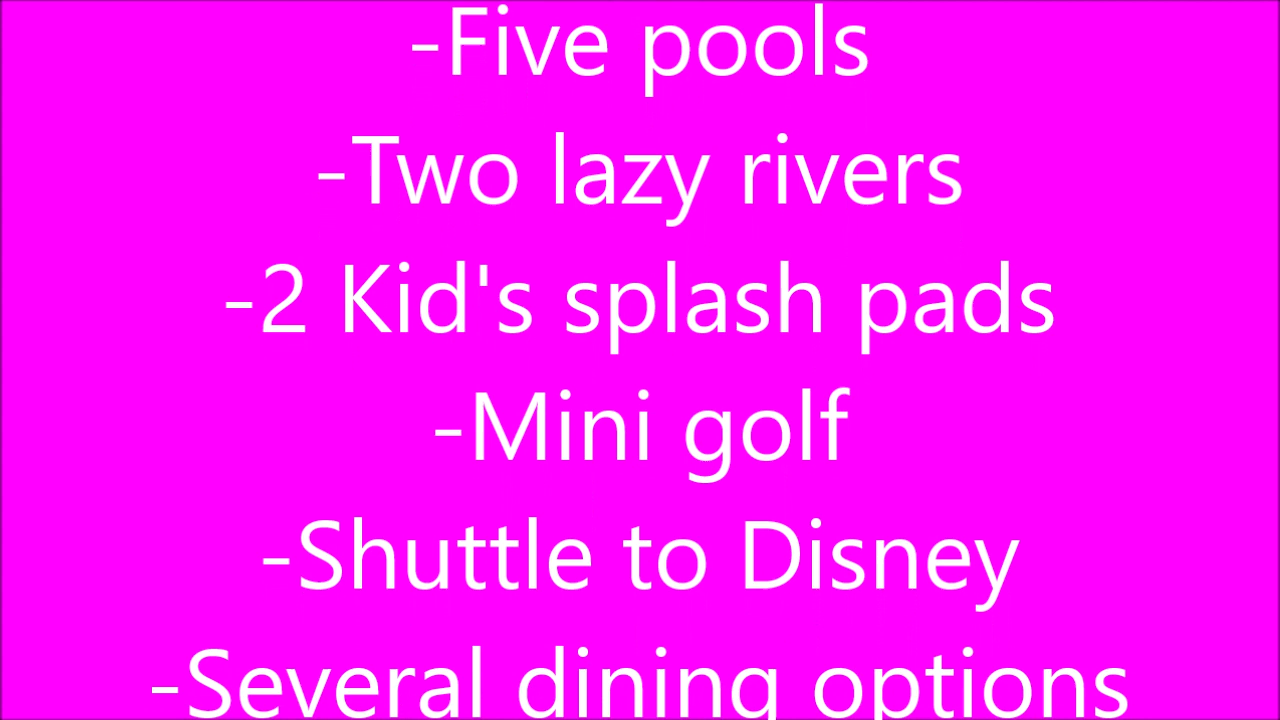 -Five pools
-Two lazy rivers
-2 Kid's splash pads
-Mini golf
-Shuttle to Disney
-Several dining options